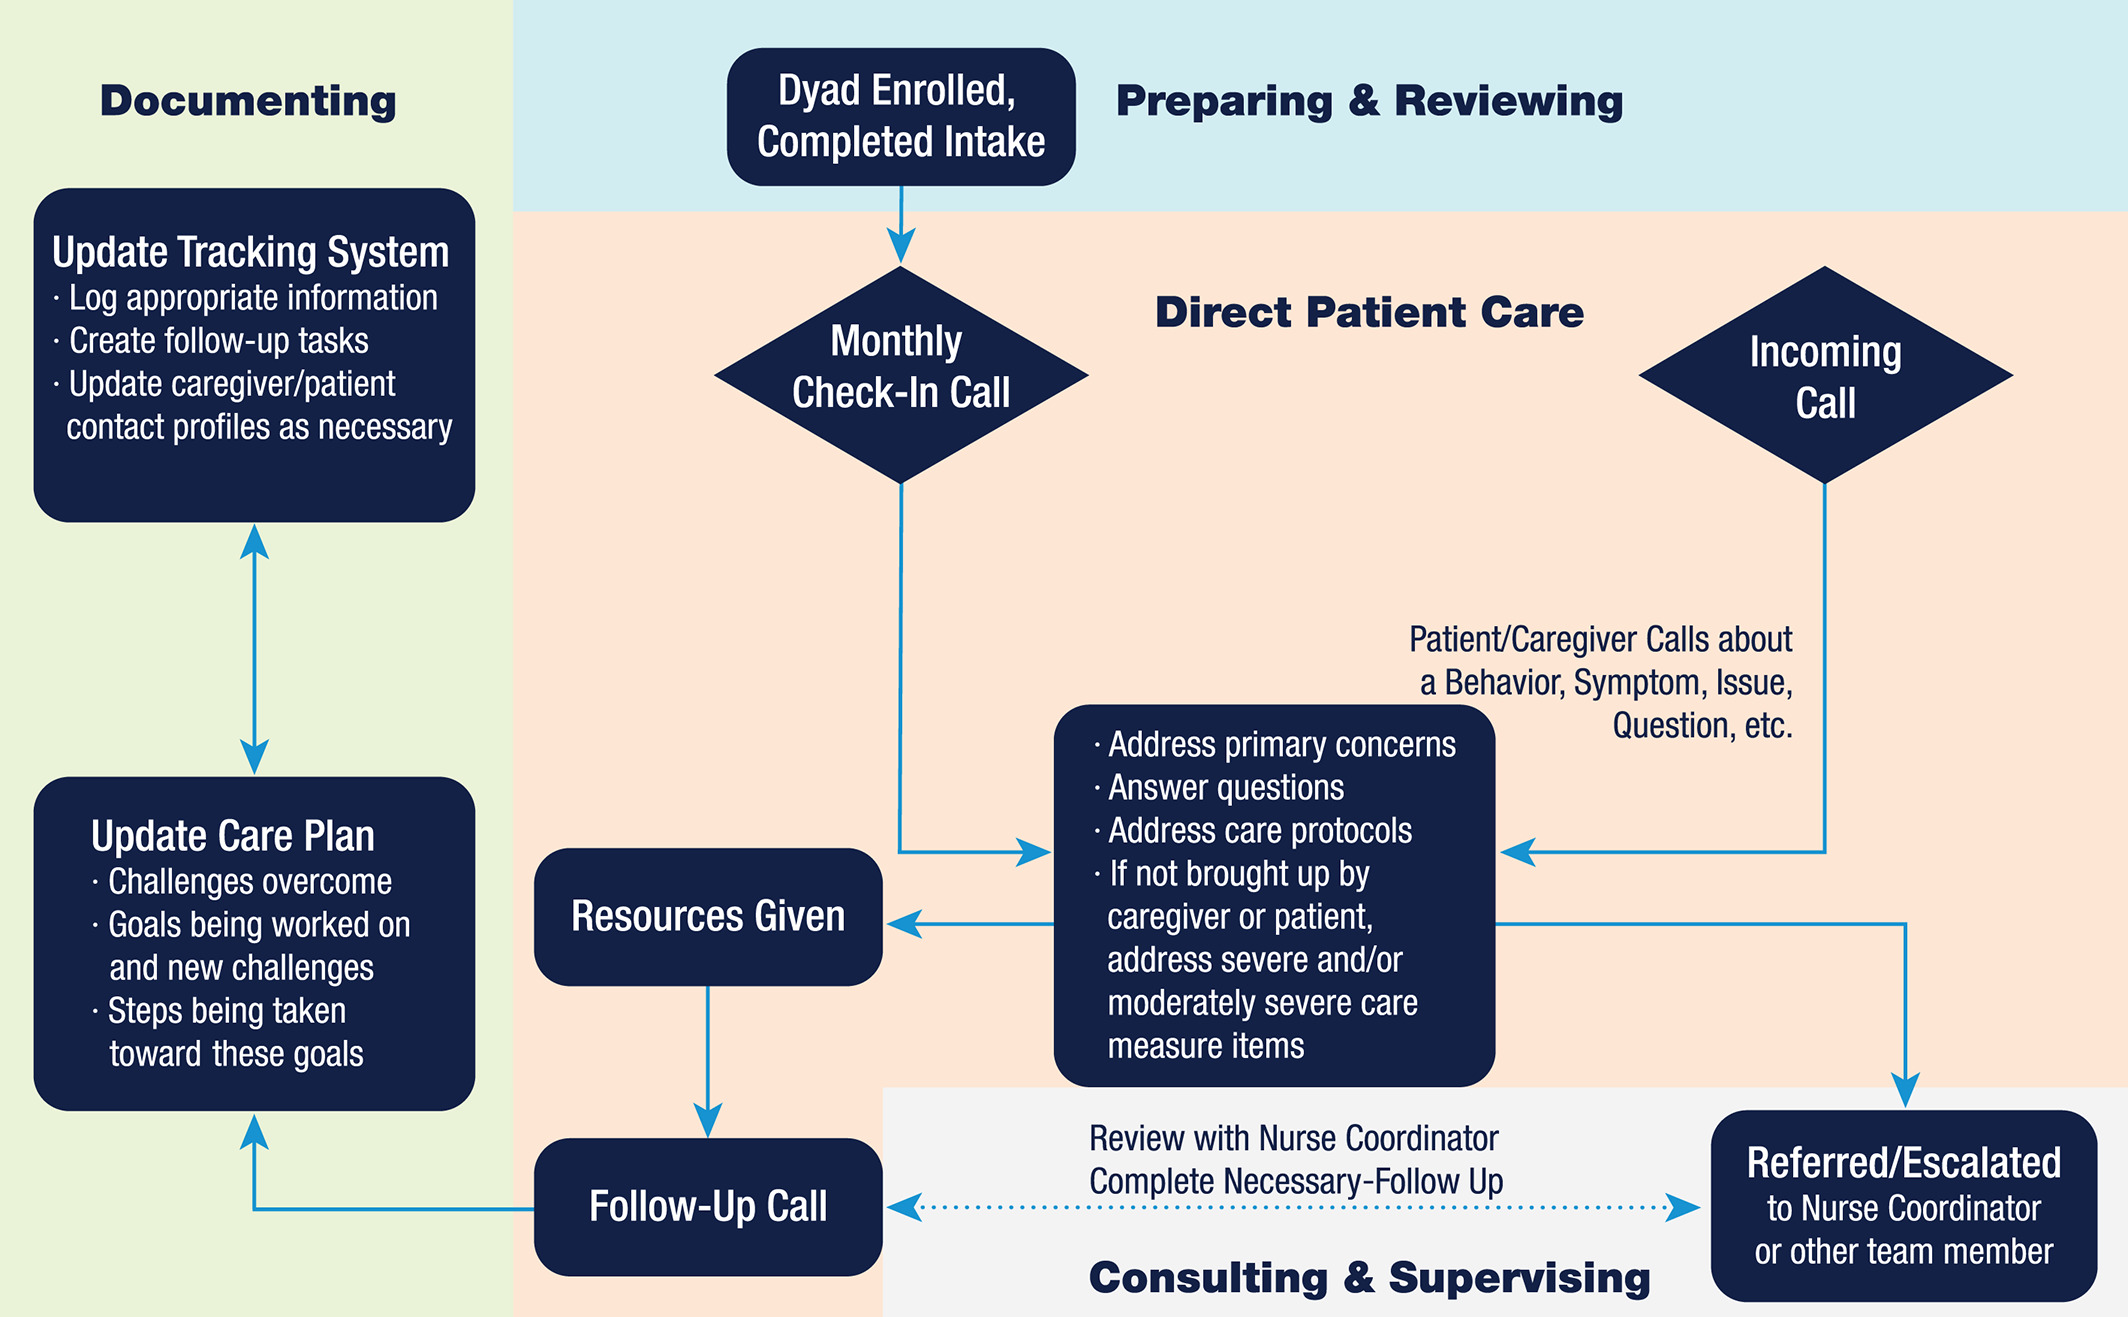 Documenting
Update Tracking System
· Log appropriate information
· Create follow-up tasks
· Update caregiver/patient
contact profiles as necessary
Update Care Plan
· Challenges overcome
· Goals being worked on
and new challenges
· Steps being taken
toward these goals
Dyad Enrolled,
Completed Intake
Preparing & Reviewing
Direct Patient Care
Monthly
Check-In Call
Incoming
Call
Patient/Caregiver Calls about
a Behavior, Symptom, Issue,
Question, etc.
· Address primary concerns
· Answer questions
· Address care protocols
· If not brought up by
caregiver or patient,
address severe and/or
moderately severe care
measure items
Resources Given
Follow-Up Call
Review with Nurse Coordinator
Complete Necessary-Follow Up
Referred/Escalated
to Nurse Coordinator
or other team member
Consulting & Supervising